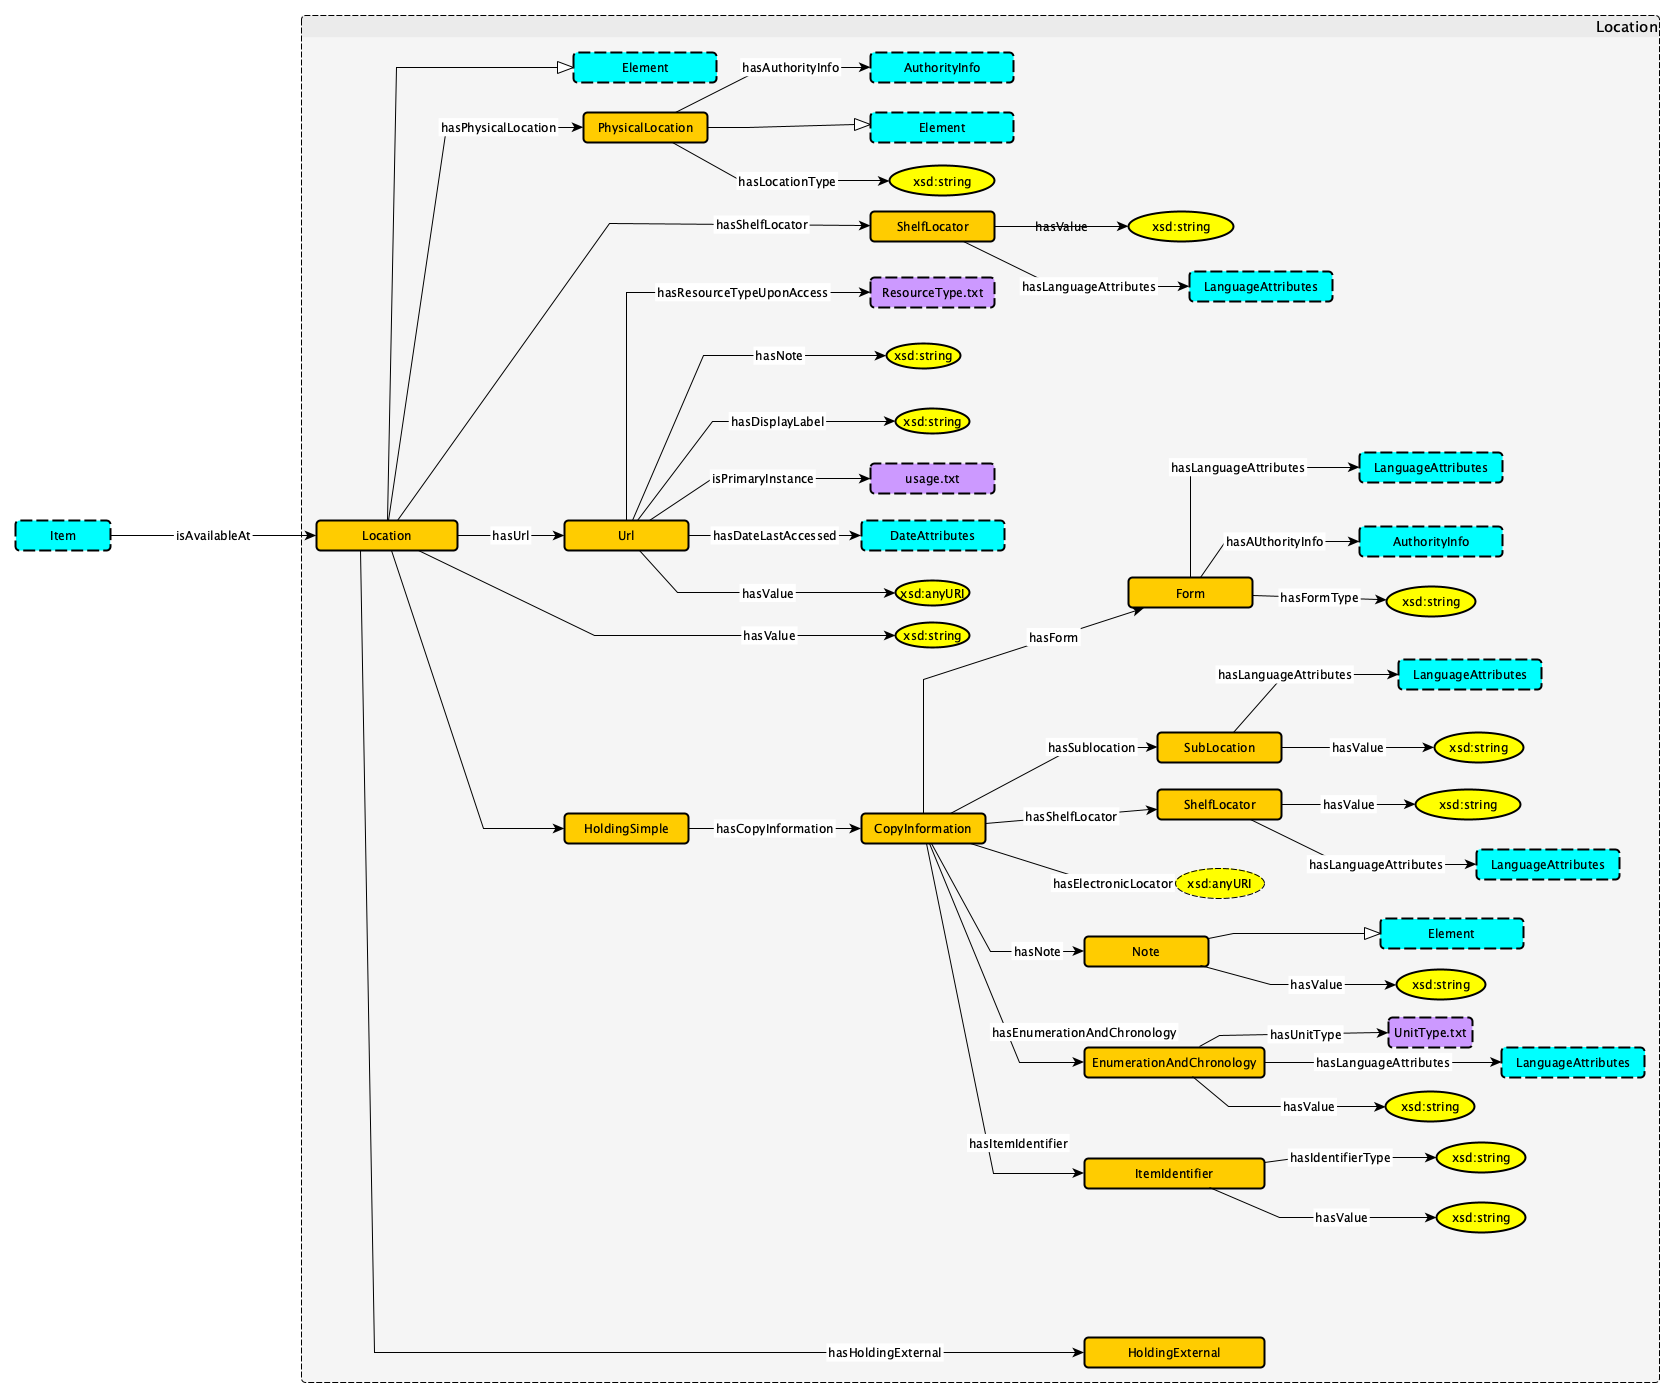 Location
Element
hasAuthorityInfo
AuthorityInfo
hasPhysicalLocation
PhysicalLocation
Element
hasLocationType
xsd:string
hasShelfLocator
ShelfLocator
hasValue
xsd:string
hasLanguageAttributes
LanguageAttributes
hasResourceTypeUponAccess
ResourceType.txt
hasNote
xsd:string
hasDisplayLabel
xsd:string
isPrimaryInstance
usage.txt
hasLanguageAttributes
LanguageAttributes
Item
isAvailableAt
Location
hasUrl
Url
hasDateLastAccessed
DateAttributes
hasAUthorityInfo
AuthorityInfo
hasValue
xsd:anyURI
Form
hasFormType
xsd:string
hasValue
xsd:string
hasForm
hasLanguageAttributes
LanguageAttributes
hasSublocation
SubLocation
hasValue
xsd:string
hasShelfLocator
ShelfLocator
hasValue
xsd:string
HoldingSimple
hasCopyInformation
CopyInformation
hasLanguageAttributes
LanguageAttributes
hasElectronicLocator
xsd:anyURI
hasNote
Note
Element
hasValue
xsd:string
hasEnumerationAndChronology
hasUnitType
UnitType.txt
EnumerationAndChronology
hasLanguageAttributes
LanguageAttributes
hasValue
xsd:string
hasItemIdentifier
ItemIdentifier
hasIdentifierType
xsd:string
hasValue
xsd:string
hasHoldingExternal
HoldingExternal